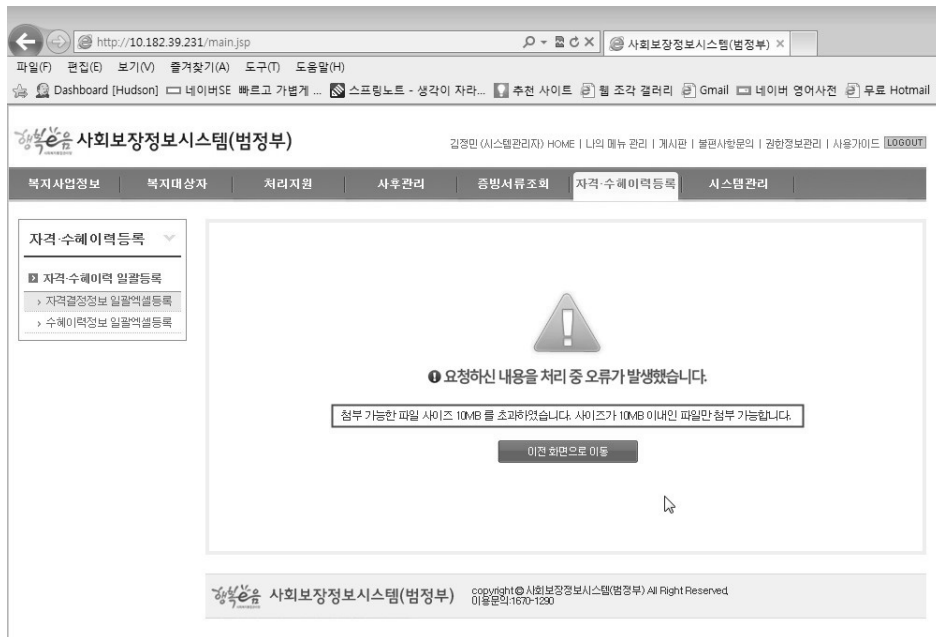 http://10.182.39.231/main.jsp
사회보장정보시스템(범정부)
파일(F) 편집(E) 보기(V) 즐겨찾기(A) 도구(T) 도움말(H)
Dashboard [Hudson] 네이버SE 빠르고 가볍게 ... 스프링노트 - 생각이 자라... 추천 사이트 웹 조각 갤러리 Gmail 네이버 영어사전 무료 Hotmail
행복e음 사회보장정보시스템(범정부)
김정민(시스템관리자) HOME | 나의 메뉴 관리 | 게시판 | 불편사항문의 | 권한정보관리 | 사용가이드 LOGOUT
복지사업정보 복지대상자 처리지원 사후관리 증빙서류조회 자격·수혜이력등록 시스템관리
자격·수혜이력등록
자격·수혜이력 일괄등록
› 자격결정정보 일괄엑셀등록
› 수혜이력정보 일괄엑셀등록
요청하신 내용을 처리 중 오류가 발생했습니다.
첨부 가능한 파일 사이즈 10MB 를 초과하였습니다. 사이즈가 10MB 이내인 파일만 첨부 가능합니다.
이전 화면으로 이동
행복e음 사회보장정보시스템(범정부)
copyright© 사회보장정보시스템(범정부) All Right Reserved.
이용문의:1670-1290